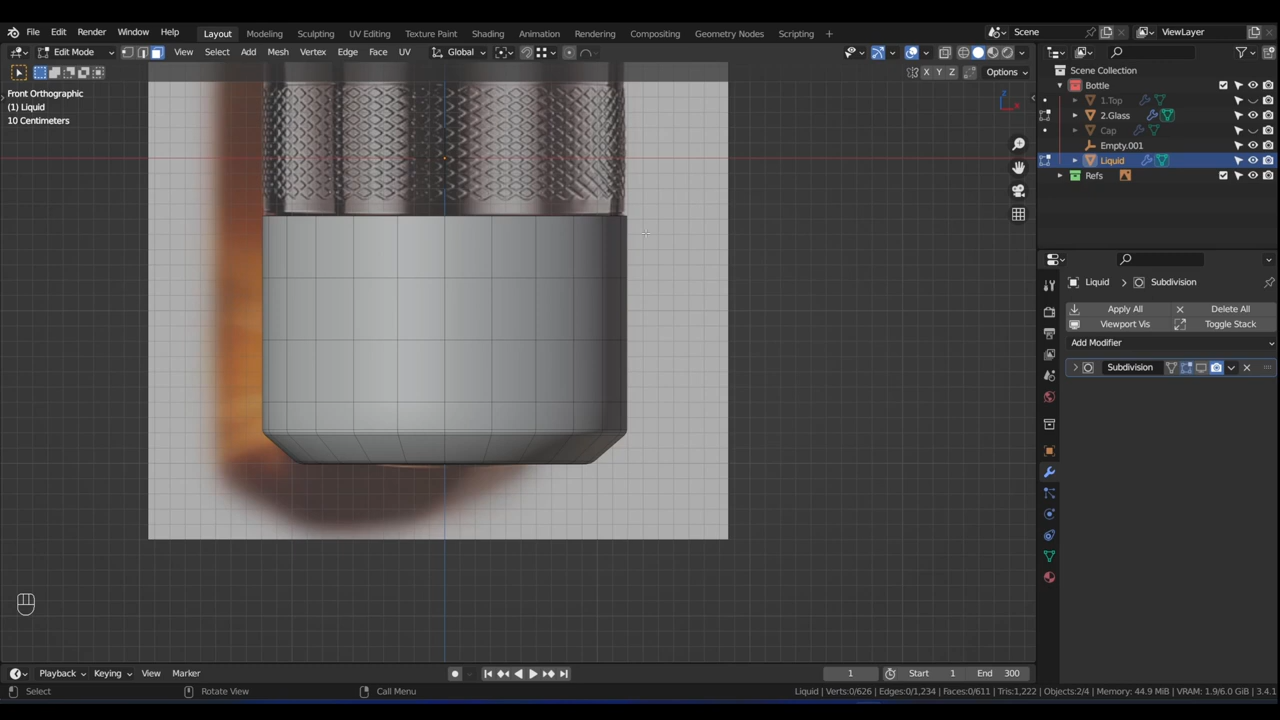 File Edit Render Window Help Layout Modeling Sculpting UV Editing Texture Paint Shading Animation Rendering Compositing Geometry Nodes Scripting + Scene ViewLayer
Edit Mode View Select Add Mesh Vertex Edge Face UV Global
X Y Z Options
Front Orthographic
(1) Liquid
10 Centimeters
Scene Collection
Bottle
1.Top
2.Glass
Cap
Empty.001
Liquid
Refs
Liquid > Subdivision
Apply All Delete All
Viewport Vis Toggle Stack
Add Modifier
Subdivision
Playback Keying View Marker 1 Start 1 End 300
Select Rotate View Call Menu Liquid | Verts:0/626 | Edges:0/1,234 | Faces:0/611 | Tris:1,222 | Objects:2/4 | Memory: 44.9 MiB | VRAM: 1.9/6.0 GiB | 3.4.1